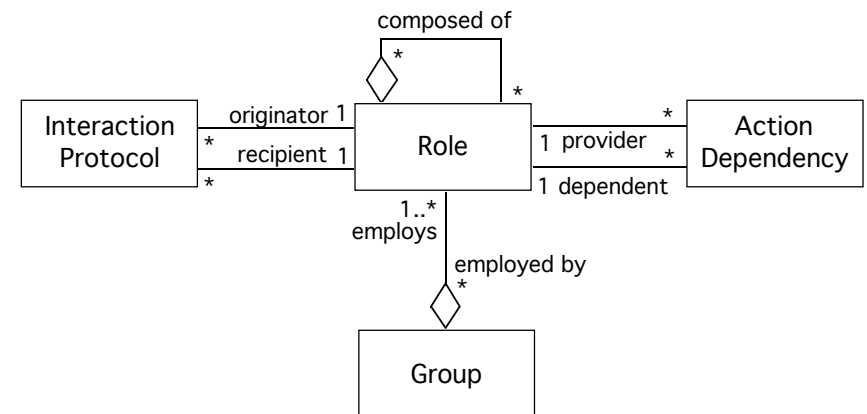 composed of
*
*
Interaction
Protocol
originator 1
*
recipient 1
*
Role
*
1 provider
*
1 dependent
Action
Dependency
1..*
employs
employed by
*
Group